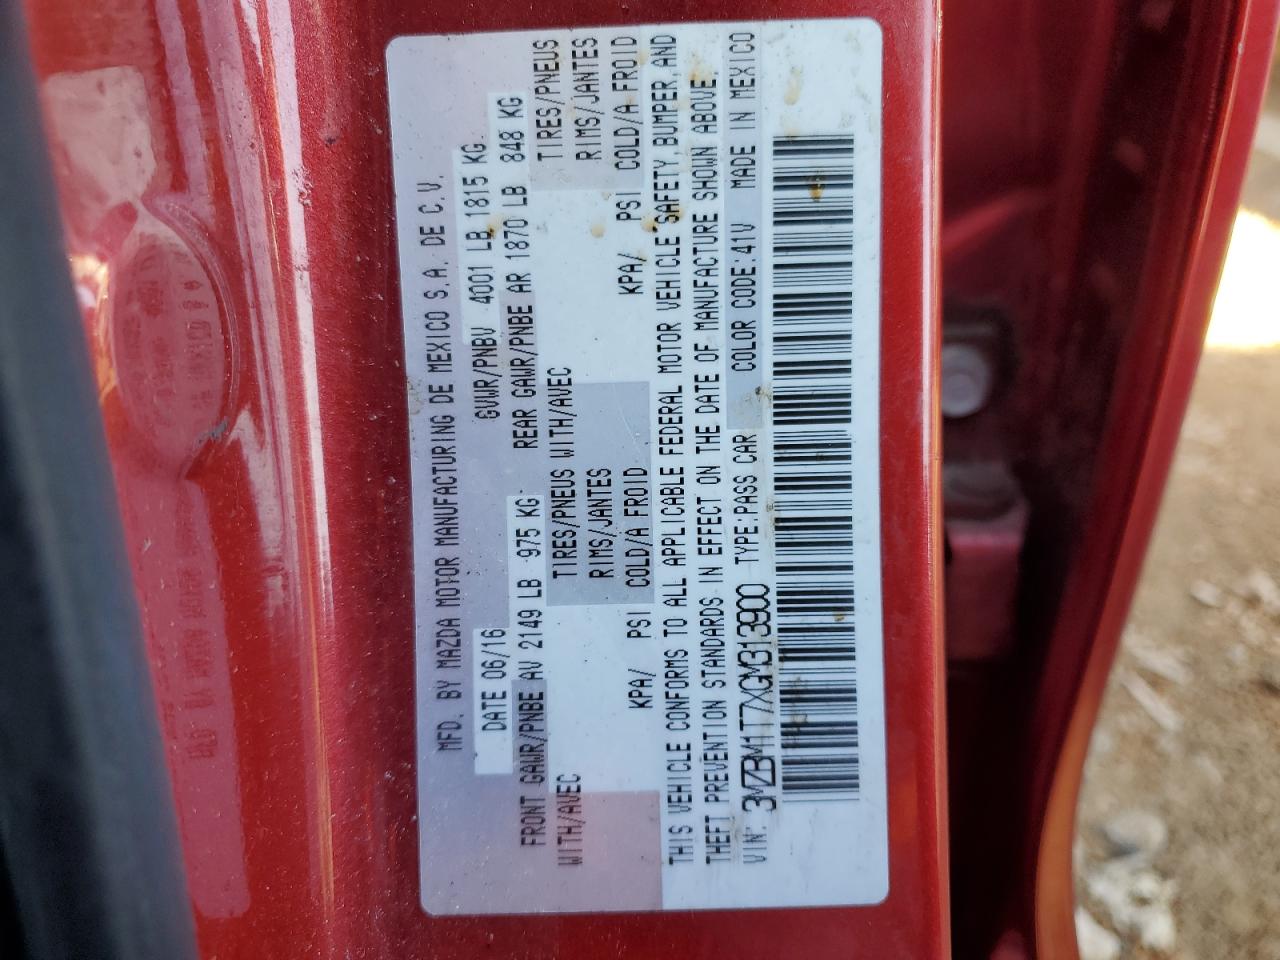 MFD. BY MAZDA MOTOR MANUFACTURING DE MEXICO S.A. DE C.V.
DATE 06/16 GVWR/PNBV 4001 LB 1815 KG
FRONT GAWR/PNBE AV 2149 LB 975 KG REAR GAWR/PNBE AR 1870 LB 848 KG
WITH/AVEC TIRES/PNEUS WITH/AVEC TIRES/PNEUS
RIMS/JANTES RIMS/JANTES
KPA/ PSI COLD/A FROID KPA/ PSI COLD/A FROID
THIS VEHICLE CONFORMS TO ALL APPLICABLE FEDERAL MOTOR VEHICLE SAFETY, BUMPER, AND
THEFT PREVENTION STANDARDS IN EFFECT ON THE DATE OF MANUFACTURE SHOWN ABOVE.
VIN: 3MZBM1T7XGM313900 TYPE:PASS CAR COLOR CODE:41V MADE IN MEXICO